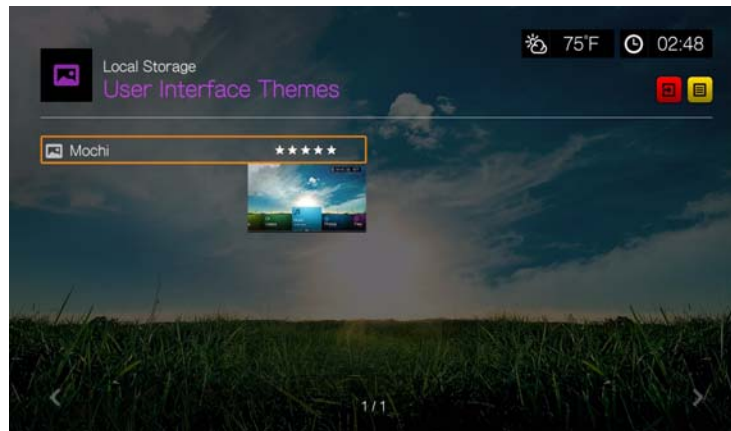 75°F 02:48
Local Storage
User Interface Themes
Mochi ★★★★★
1/1